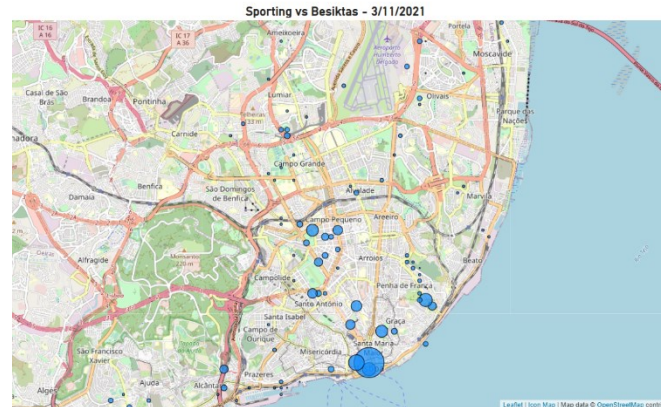 Sporting vs Besiktas - 3/11/2021
IC 16
A 16
IC 17
A 36
Ameixoeira
Portela
Moscavide
Casal de São
Brás
Brandoa
Pontinha
Lumiar
Olivais
Parque das
Nações
Carnide
Campo Grande
São Domingos
de Benfica
Benfica
Alvalade
Marvila
Damaia
Campo Pequeno
Areeiro
Beato
Alfragide
Arroios
Campolide
Penha de França
Santo António
Santa Isabel
Graça
Campo de
Ourique
Santa Maria
São Francisco
Xavier
Misericórdia
Prazeres
Ajuda
Alcânta
Algés
Leaflet | Icon Map | Map data © OpenStreetMap contr